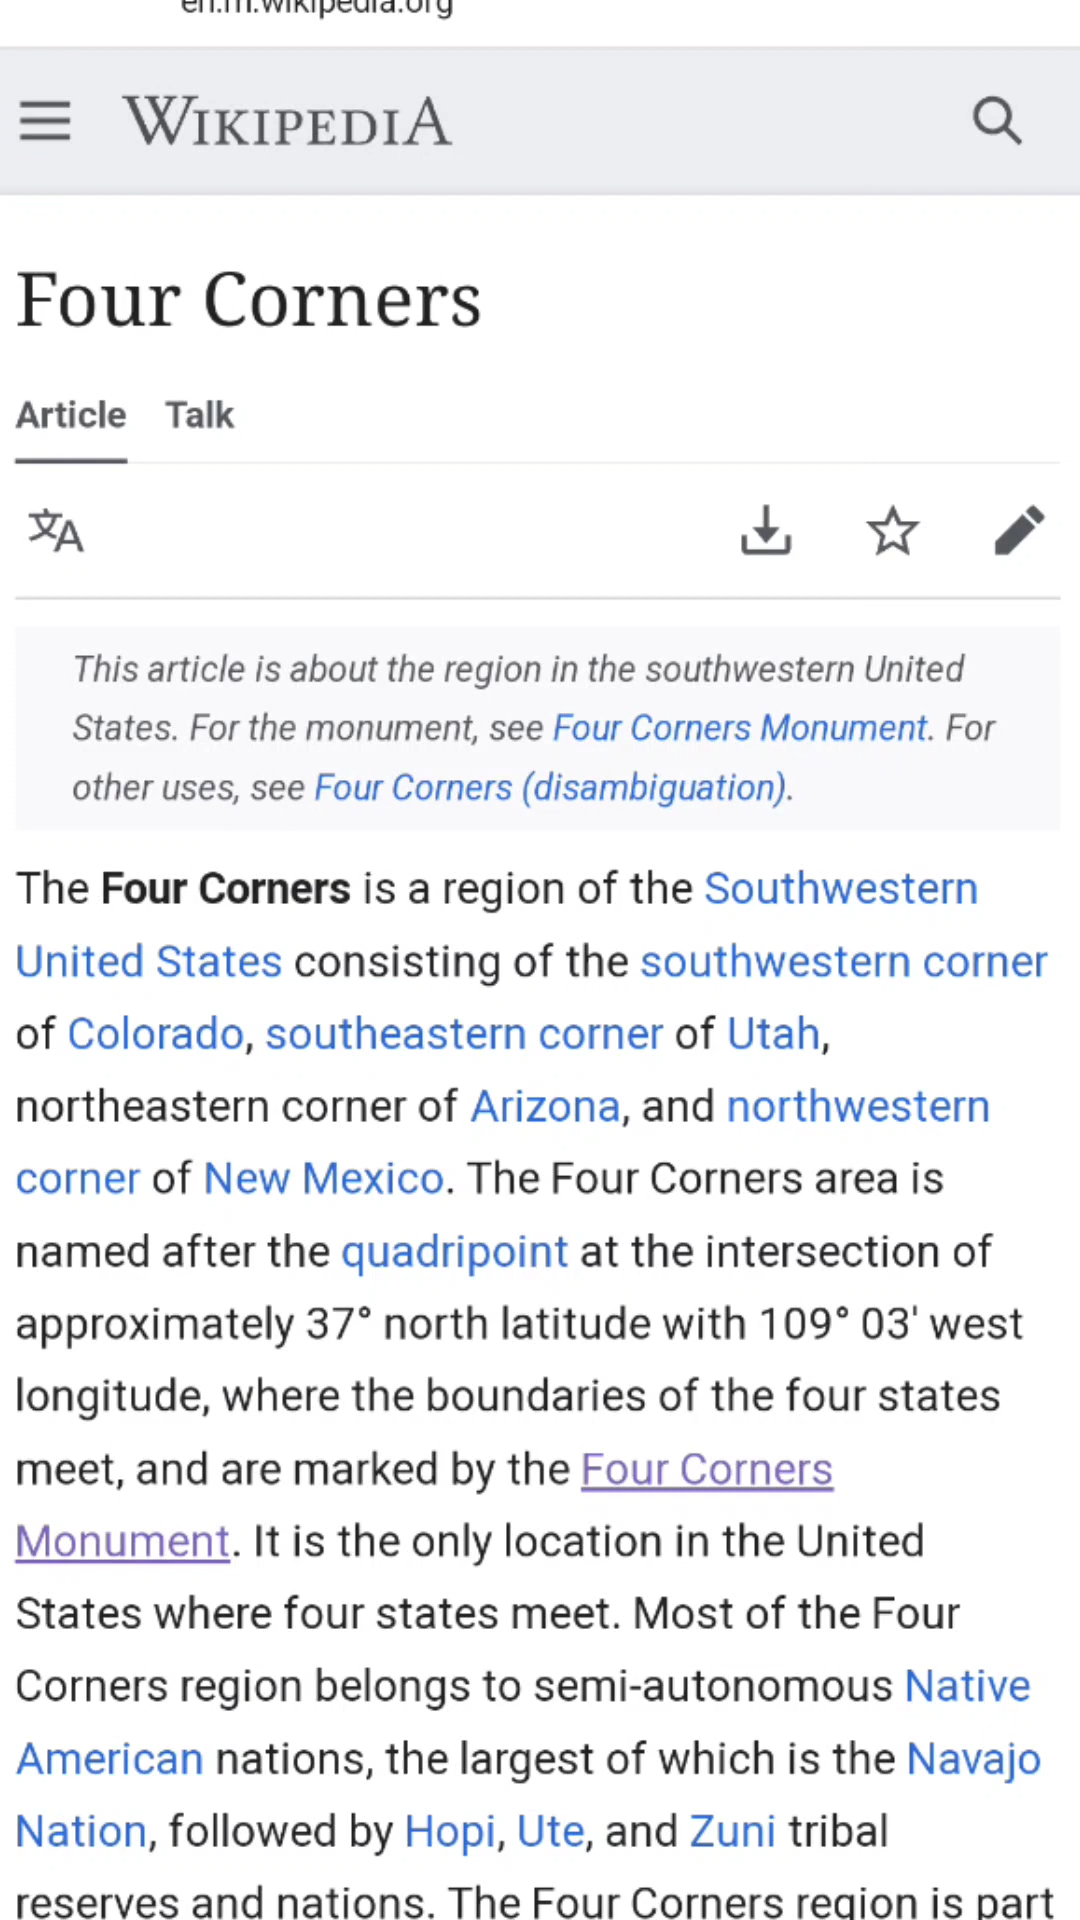 en.m.wikipedia.org
WIKIPEDIA
Four Corners
Article Talk
文A
This article is about the region in the southwestern United
States. For the monument, see Four Corners Monument. For
other uses, see Four Corners (disambiguation).
The Four Corners is a region of the Southwestern
United States consisting of the southwestern corner
of Colorado, southeastern corner of Utah,
northeastern corner of Arizona, and northwestern
corner of New Mexico. The Four Corners area is
named after the quadripoint at the intersection of
approximately 37° north latitude with 109° 03' west
longitude, where the boundaries of the four states
meet, and are marked by the Four Corners
Monument. It is the only location in the United
States where four states meet. Most of the Four
Corners region belongs to semi-autonomous Native
American nations, the largest of which is the Navajo
Nation, followed by Hopi, Ute, and Zuni tribal
reserves and nations. The Four Corners region is part